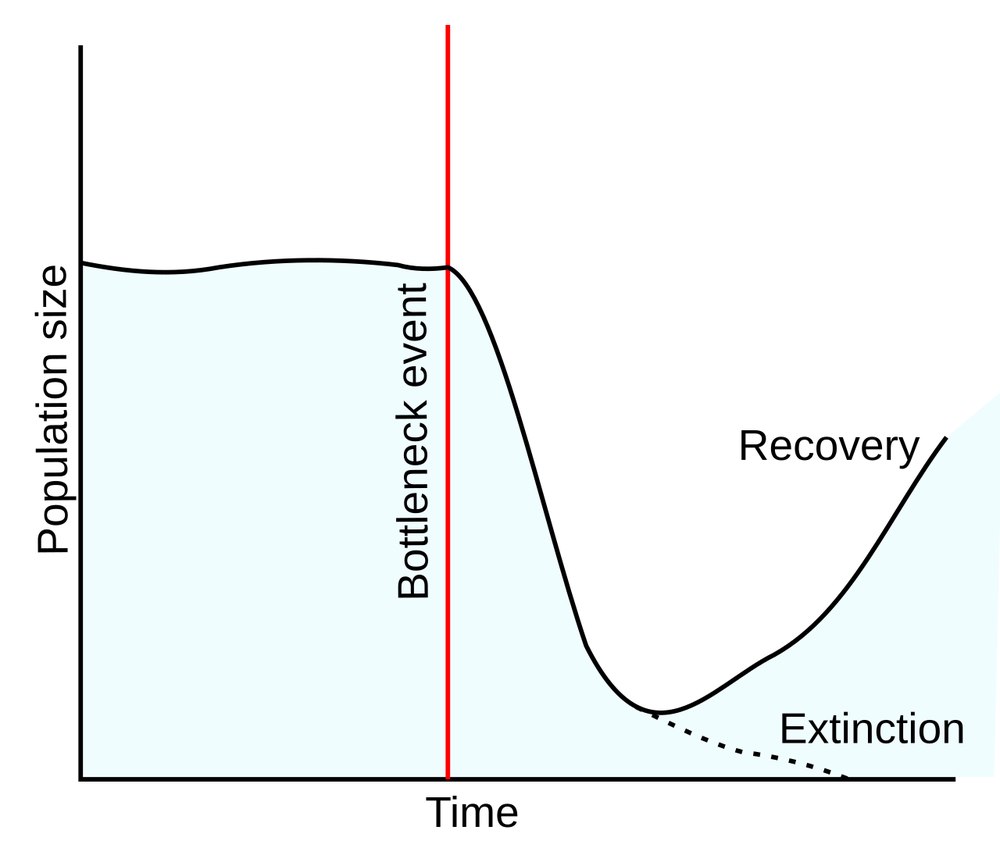 Population size
Bottleneck event
Recovery
Extinction
Time